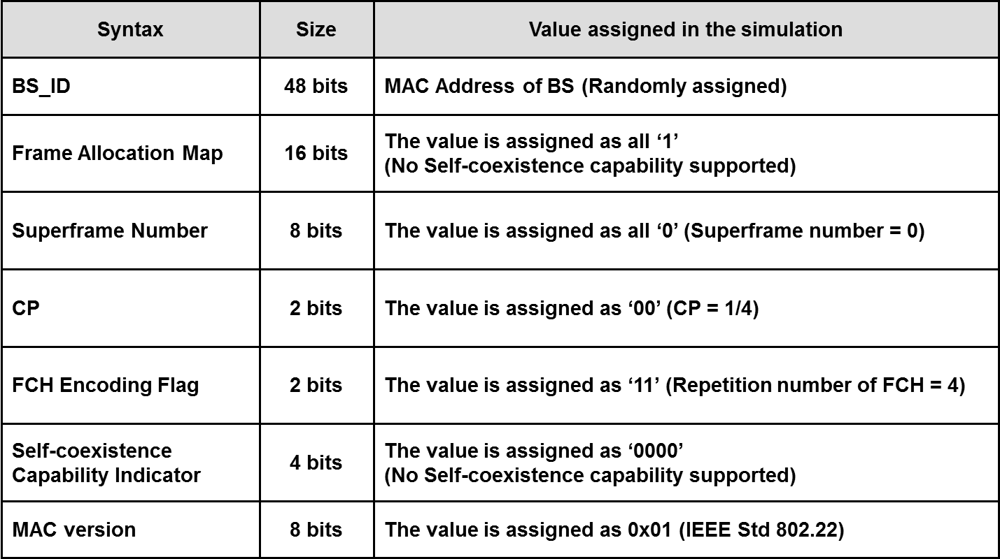 Syntax Size Value assigned in the simulation
BS_ID 48 bits MAC Address of BS (Randomly assigned)
Frame Allocation Map 16 bits The value is assigned as all ‘1’
(No Self-coexistence capability supported)
Superframe Number 8 bits The value is assigned as all ‘0’ (Superframe number = 0)
CP 2 bits The value is assigned as ‘00’ (CP = 1/4)
FCH Encoding Flag 2 bits The value is assigned as ‘11’ (Repetition number of FCH = 4)
Self-coexistence
Capability Indicator 4 bits The value is assigned as ‘0000’
(No Self-coexistence capability supported)
MAC version 8 bits The value is assigned as 0x01 (IEEE Std 802.22)